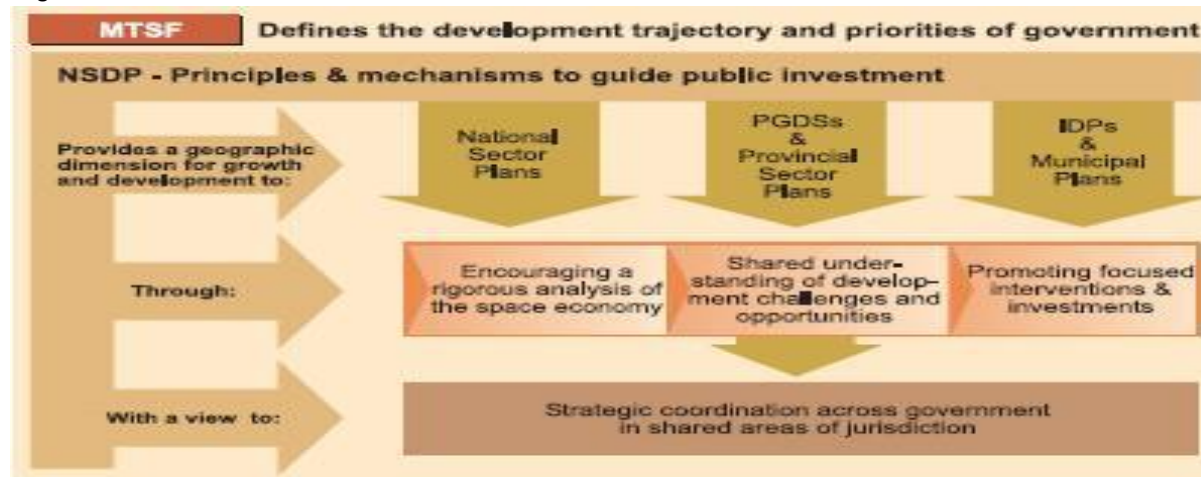 MTSF
Defines the development trajectory and priorities of government
NSDP - Principles & mechanisms to guide public investment
Provides a geographic
dimension for growth
and development to:
National
Sector
Plans
PGDSs
&
Provincial
Sector
Plans
IDPs
&
Municipal
Plans
Through:
Encouraging a
rigorous analysis of
the space economy
Shared under-
standing of develop-
ment challenges and
opportunities
Promoting focused
interventions &
investments
With a view to:
Strategic coordination across government
in shared areas of jurisdiction